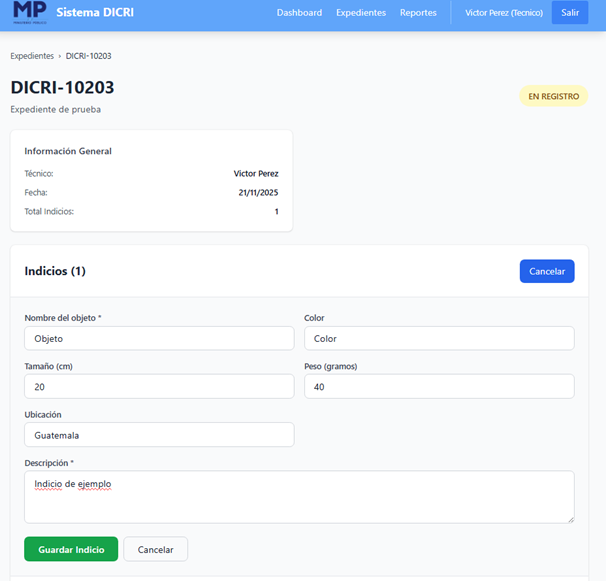 MP Sistema DICRI Dashboard Expedientes Reportes Victor Perez (Tecnico) Salir
Expedientes › DICRI-10203
DICRI-10203
EN REGISTRO
Expediente de prueba
Información General
Técnico: Victor Perez
Fecha: 21/11/2025
Total Indicios: 1
Indicios (1) Cancelar
Nombre del objeto * Color
Objeto Color
Tamaño (cm) Peso (gramos)
20 40
Ubicación
Guatemala
Descripción *
Indicio de ejemplo
Guardar Indicio Cancelar